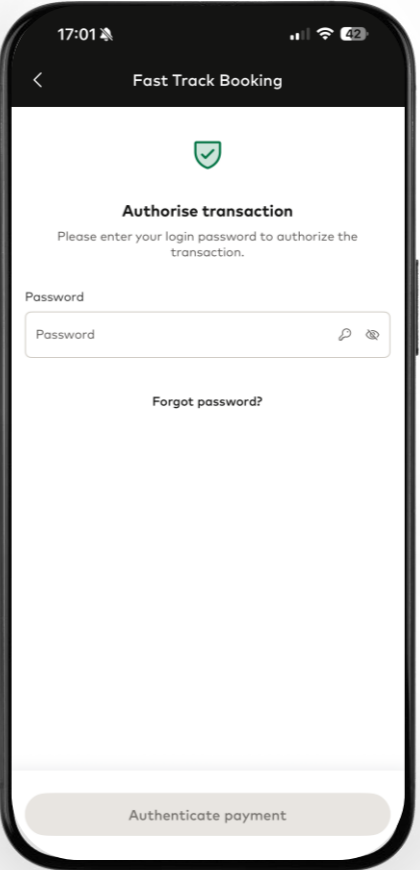 17:01
42
Fast Track Booking
Authorise transaction
Please enter your login password to authorize the
transaction.
Password
Password
Forgot password?
Authenticate payment